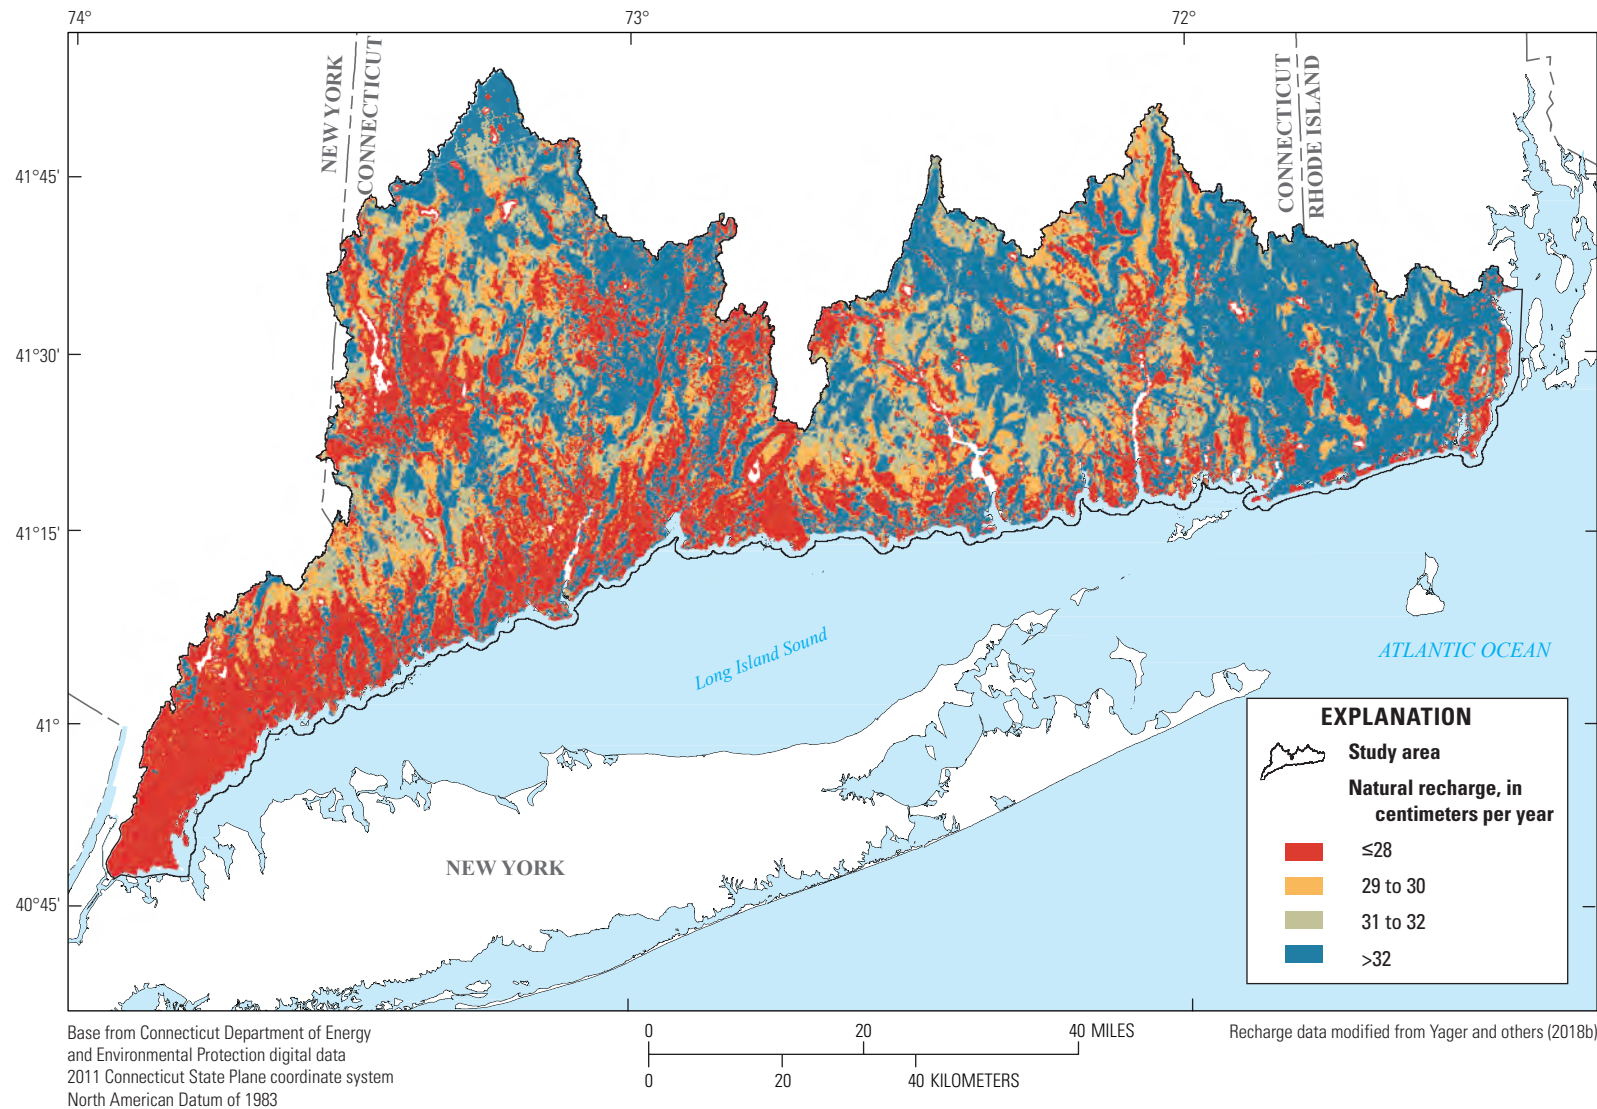 74°
73°
72°
NEW YORK
CONNECTICUT
CONNECTICUT
RHODE ISLAND
41°45'
41°30'
41°15'
41°
40°45'
Long Island Sound
ATLANTIC OCEAN
NEW YORK
EXPLANATION
Study area
Natural recharge, in
centimeters per year
≤28
29 to 30
31 to 32
>32
Base from Connecticut Department of Energy
and Environmental Protection digital data
2011 Connecticut State Plane coordinate system
North American Datum of 1983
0 20 40 MILES
0 20 40 KILOMETERS
Recharge data modified from Yager and others (2018b)